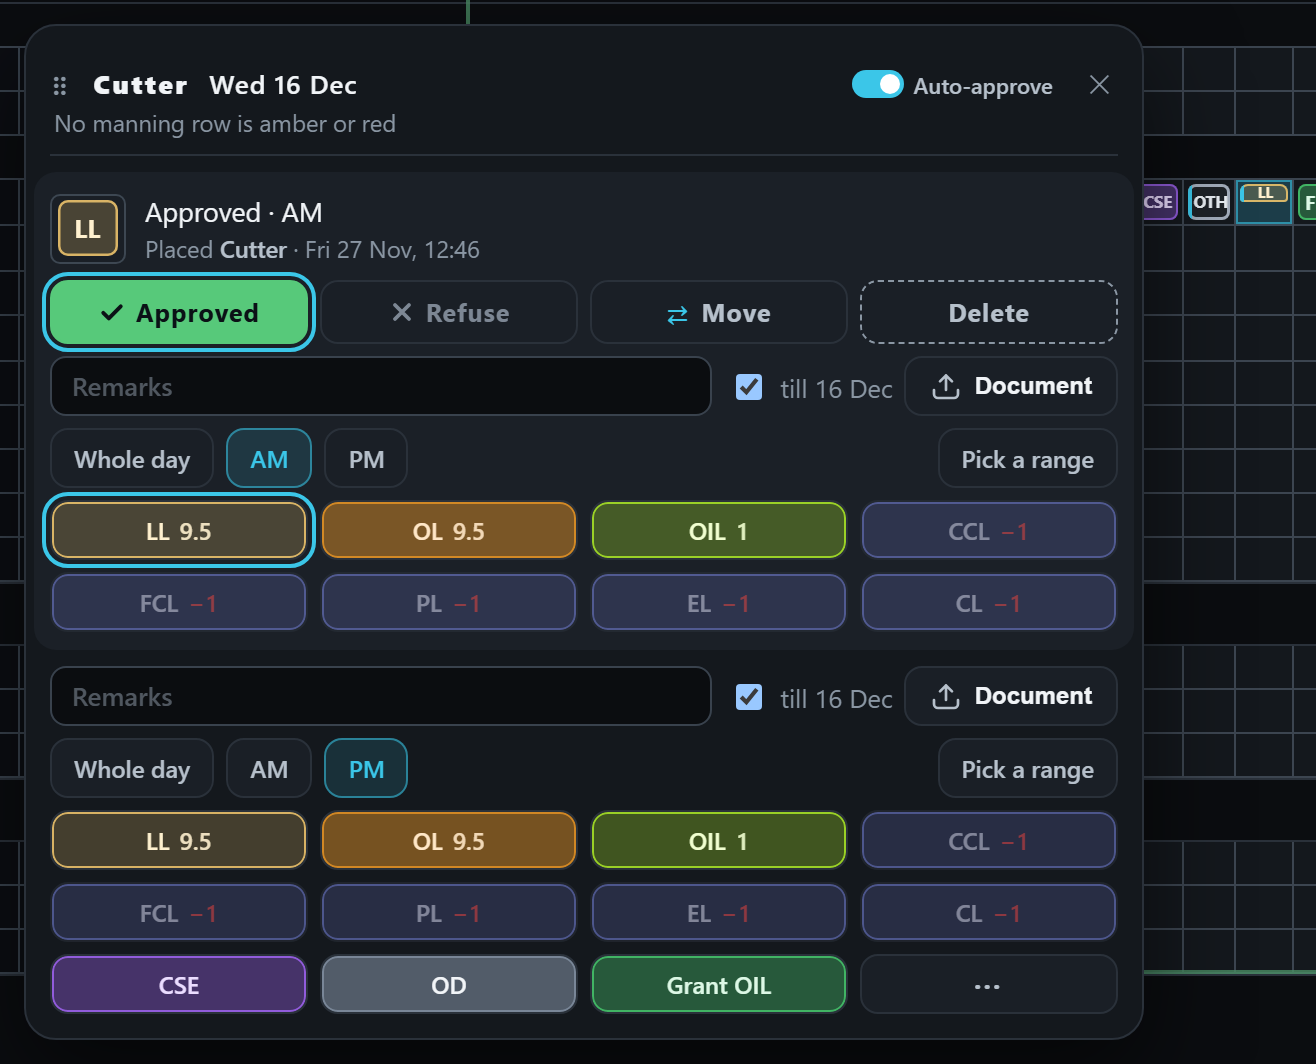 Cutter Wed 16 Dec Auto-approve
No manning row is amber or red
LL Approved · AM
Placed Cutter · Fri 27 Nov, 12:46
CSE OTH LL F
Approved Refuse Move Delete
Remarks till 16 Dec Document
Whole day AM PM Pick a range
LL 9.5 OL 9.5 OIL 1 CCL −1
FCL −1 PL −1 EL −1 CL −1
Remarks till 16 Dec Document
Whole day AM PM Pick a range
LL 9.5 OL 9.5 OIL 1 CCL −1
FCL −1 PL −1 EL −1 CL −1
CSE OD Grant OIL ...